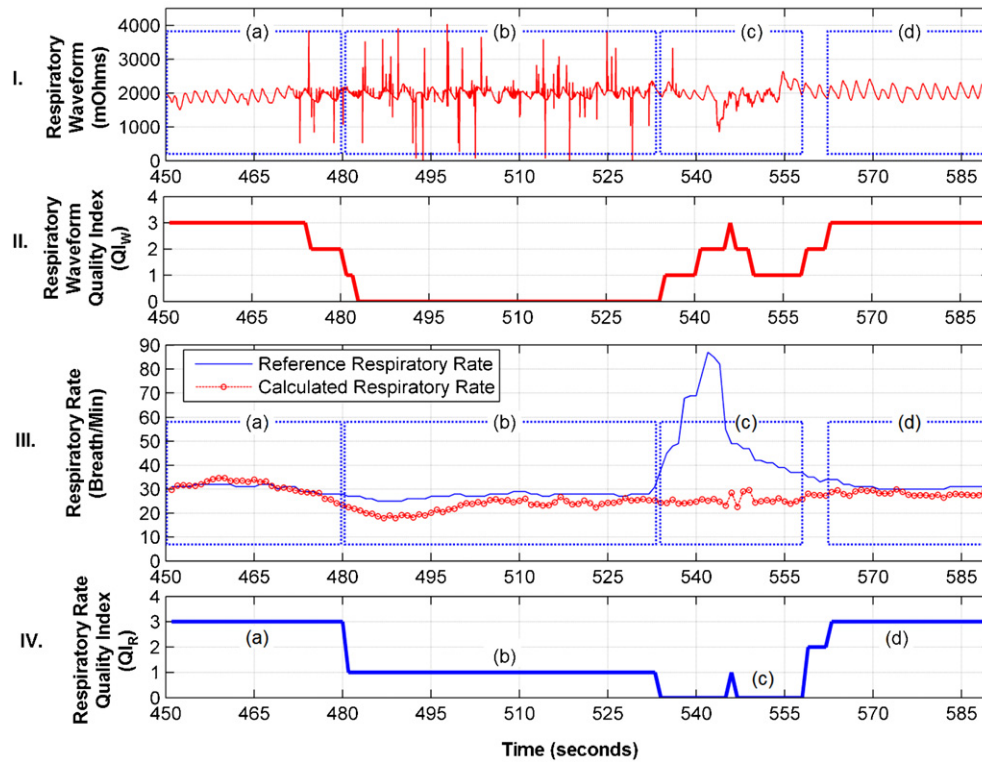 I.
Respiratory
Waveform
(mOhms)
4000
3000
2000
1000
0
(a)
(b)
(c)
(d)
450 465 480 495 510 525 540 555 570 585
II.
Respiratory
Waveform
Quality Index
(QIW)
4
3
2
1
0
450 465 480 495 510 525 540 555 570 585
III.
Respiratory Rate
(Breath/Min)
90
80
70
60
50
40
30
20
10
0
Reference Respiratory Rate
Calculated Respiratory Rate
(a)
(b)
(c)
(d)
450 465 480 495 510 525 540 555 570 585
IV.
Respiratory Rate
Quality Index
(QIR)
4
3
2
1
0
(a)
(b)
(c)
(d)
450 465 480 495 510 525 540 555 570 585
Time (seconds)